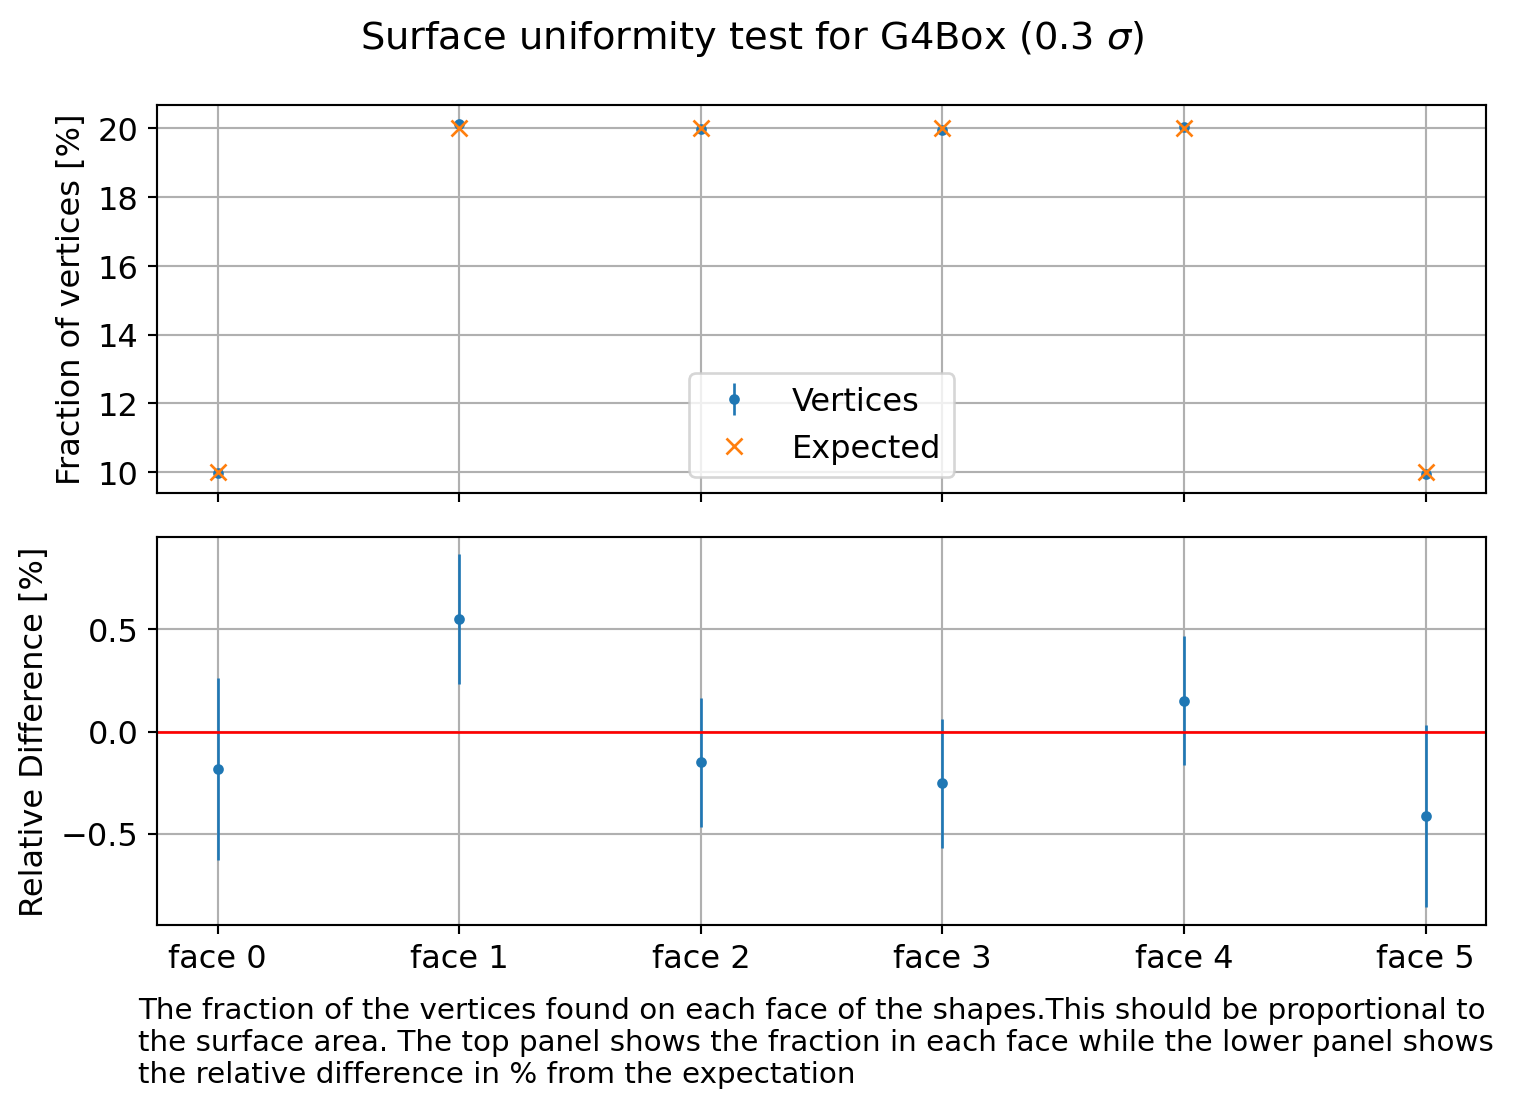 Surface uniformity test for G4Box (0.3 σ)
Fraction of vertices [%]
20
18
16
14
12
10
Vertices
Expected
Relative Difference [%]
0.5
0.0
−0.5
face 0
face 1
face 2
face 3
face 4
face 5
The fraction of the vertices found on each face of the shapes.This should be proportional to
the surface area. The top panel shows the fraction in each face while the lower panel shows
the relative difference in % from the expectation